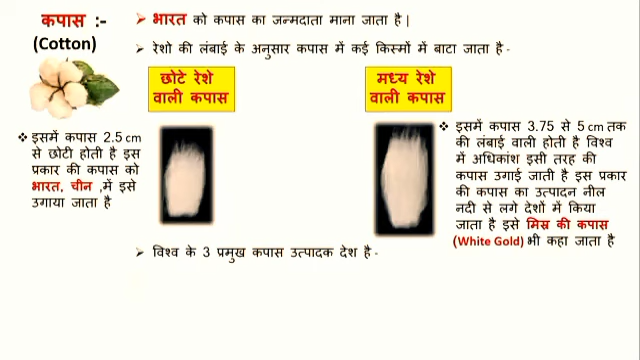 कपास :-
(Cotton)
➢ भारत को कपास का जन्मदाता माना जाता है |
➢ रेशो की लंबाई के अनुसार कपास में कई किस्मों में बाटा जाता है -
छोटे रेशे
वाली कपास
मध्य रेशे
वाली कपास
❖ इसमें कपास 2.5 cm
से छोटी होती है इस
प्रकार की कपास को
भारत, चीन ,में इसे
उगाया जाता है
❖ इसमें कपास 3.75 से 5 cm तक
की लंबाई वाली होती है विश्व
में अधिकांश इसी तरह की
कपास उगाई जाती है इस प्रकार
की कपास का उत्पादन नील
नदी से लगे देशों में किया
जाता है इसे मिस्र की कपास
(White Gold) भी कहा जाता है
➢ विश्व के 3 प्रमुख कपास उत्पादक देश है -